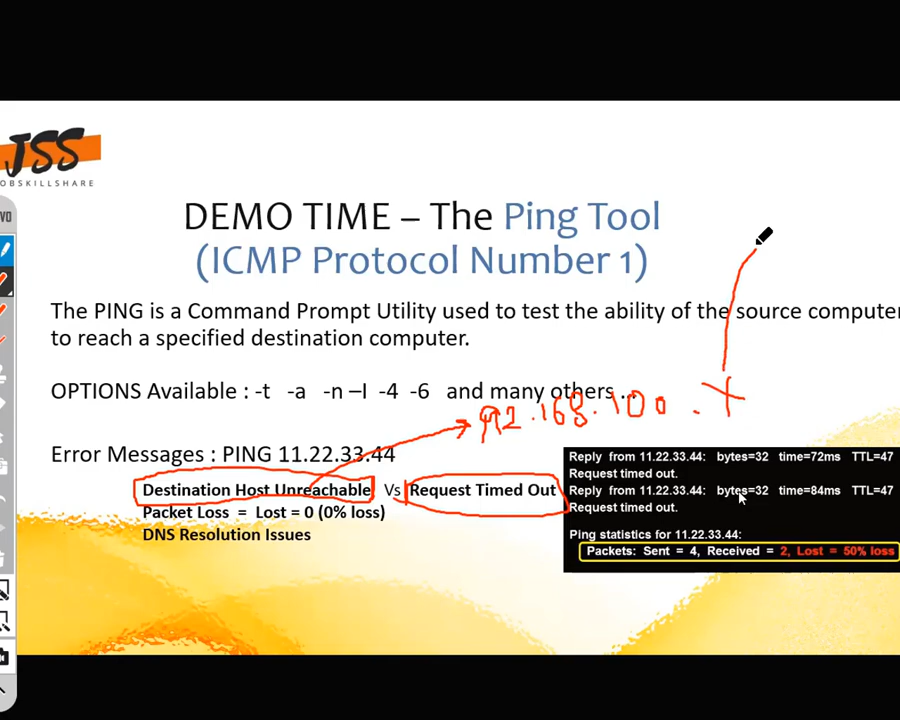 JSS
OBSKILLSHARE
DEMO TIME – The Ping Tool
(ICMP Protocol Number 1)
The PING is a Command Prompt Utility used to test the ability of the source computer
to reach a specified destination computer.
OPTIONS Available : -t -a -n –l -4 -6 and many others ...
192.168.100.x
Error Messages : PING 11.22.33.44
Destination Host Unreachable Vs Request Timed Out
Packet Loss = Lost = 0 (0% loss)
DNS Resolution Issues
Reply from 11.22.33.44: bytes=32 time=72ms TTL=47
Request timed out.
Reply from 11.22.33.44: bytes=32 time=84ms TTL=47
Request timed out.
Ping statistics for 11.22.33.44:
Packets: Sent = 4, Received = 2, Lost = 50% loss